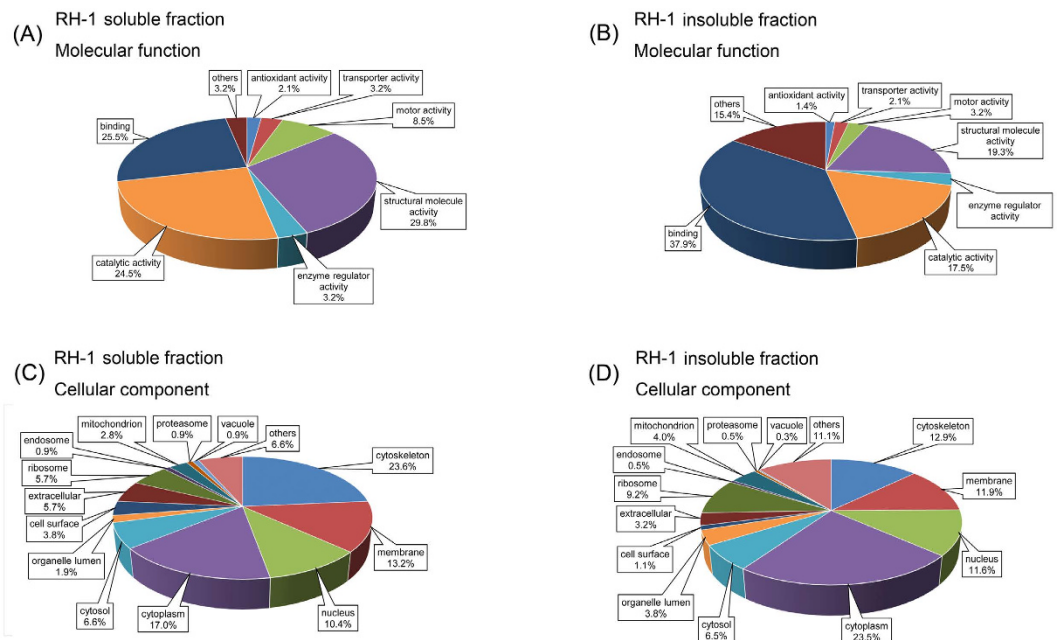 (A)
RH-1 soluble fraction
Molecular function
others
3.2%
antioxidant activity
2.1%
transporter activity
3.2%
motor activity
8.5%
binding
25.5%
structural molecule
activity
29.8%
catalytic activity
24.5%
enzyme regulator
activity
3.2%
(B)
RH-1 insoluble fraction
Molecular function
antioxidant activity
1.4%
transporter activity
2.1%
motor activity
3.2%
others
15.4%
structural molecule
activity
19.3%
enzyme regulator
activity
binding
37.9%
catalytic activity
17.5%
(C)
RH-1 soluble fraction
Cellular component
mitochondrion
2.8%
proteasome
0.9%
vacuole
0.9%
others
6.6%
endosome
0.9%
cytoskeleton
23.6%
ribosome
5.7%
extracellular
5.7%
cell surface
3.8%
membrane
13.2%
organelle lumen
1.9%
cytosol
6.6%
cytoplasm
17.0%
nucleus
10.4%
(D)
RH-1 insoluble fraction
Cellular component
mitochondrion
4.0%
proteasome
0.5%
vacuole
0.3%
others
11.1%
cytoskeleton
12.9%
endosome
0.5%
membrane
11.9%
ribosome
9.2%
extracellular
3.2%
cell surface
1.1%
nucleus
11.6%
organelle lumen
3.8%
cytosol
6.5%
cytoplasm
23.5%